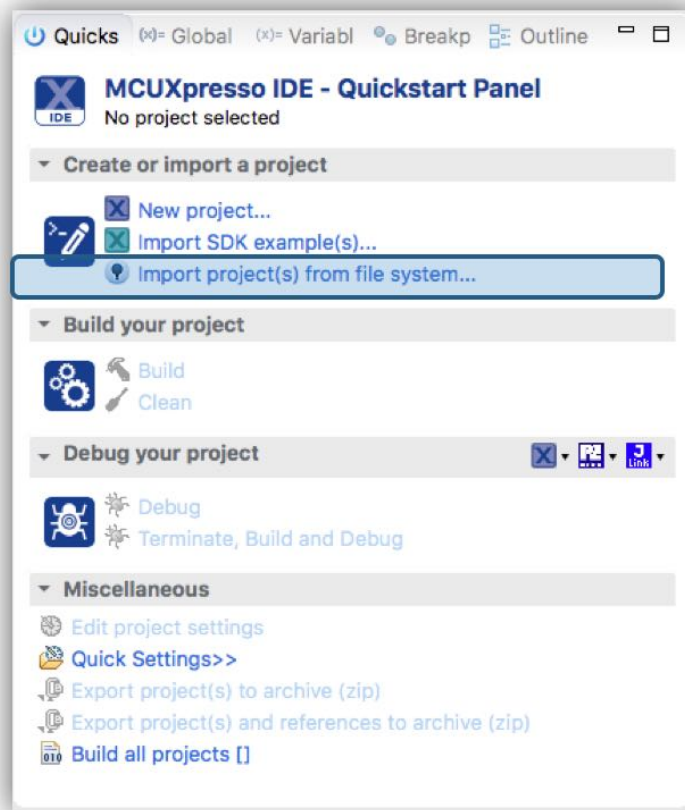 Quicks (x)= Global (x)= Variabl Breakp Outline
X
IDE
MCUXpresso IDE - Quickstart Panel
No project selected
Create or import a project
New project...
Import SDK example(s)...
Import project(s) from file system...
Build your project
Build
Clean
Debug your project
X
PE
J
Link
Debug
Terminate, Build and Debug
Miscellaneous
Edit project settings
Quick Settings>>
Export project(s) to archive (zip)
Export project(s) and references to archive (zip)
010
Build all projects []